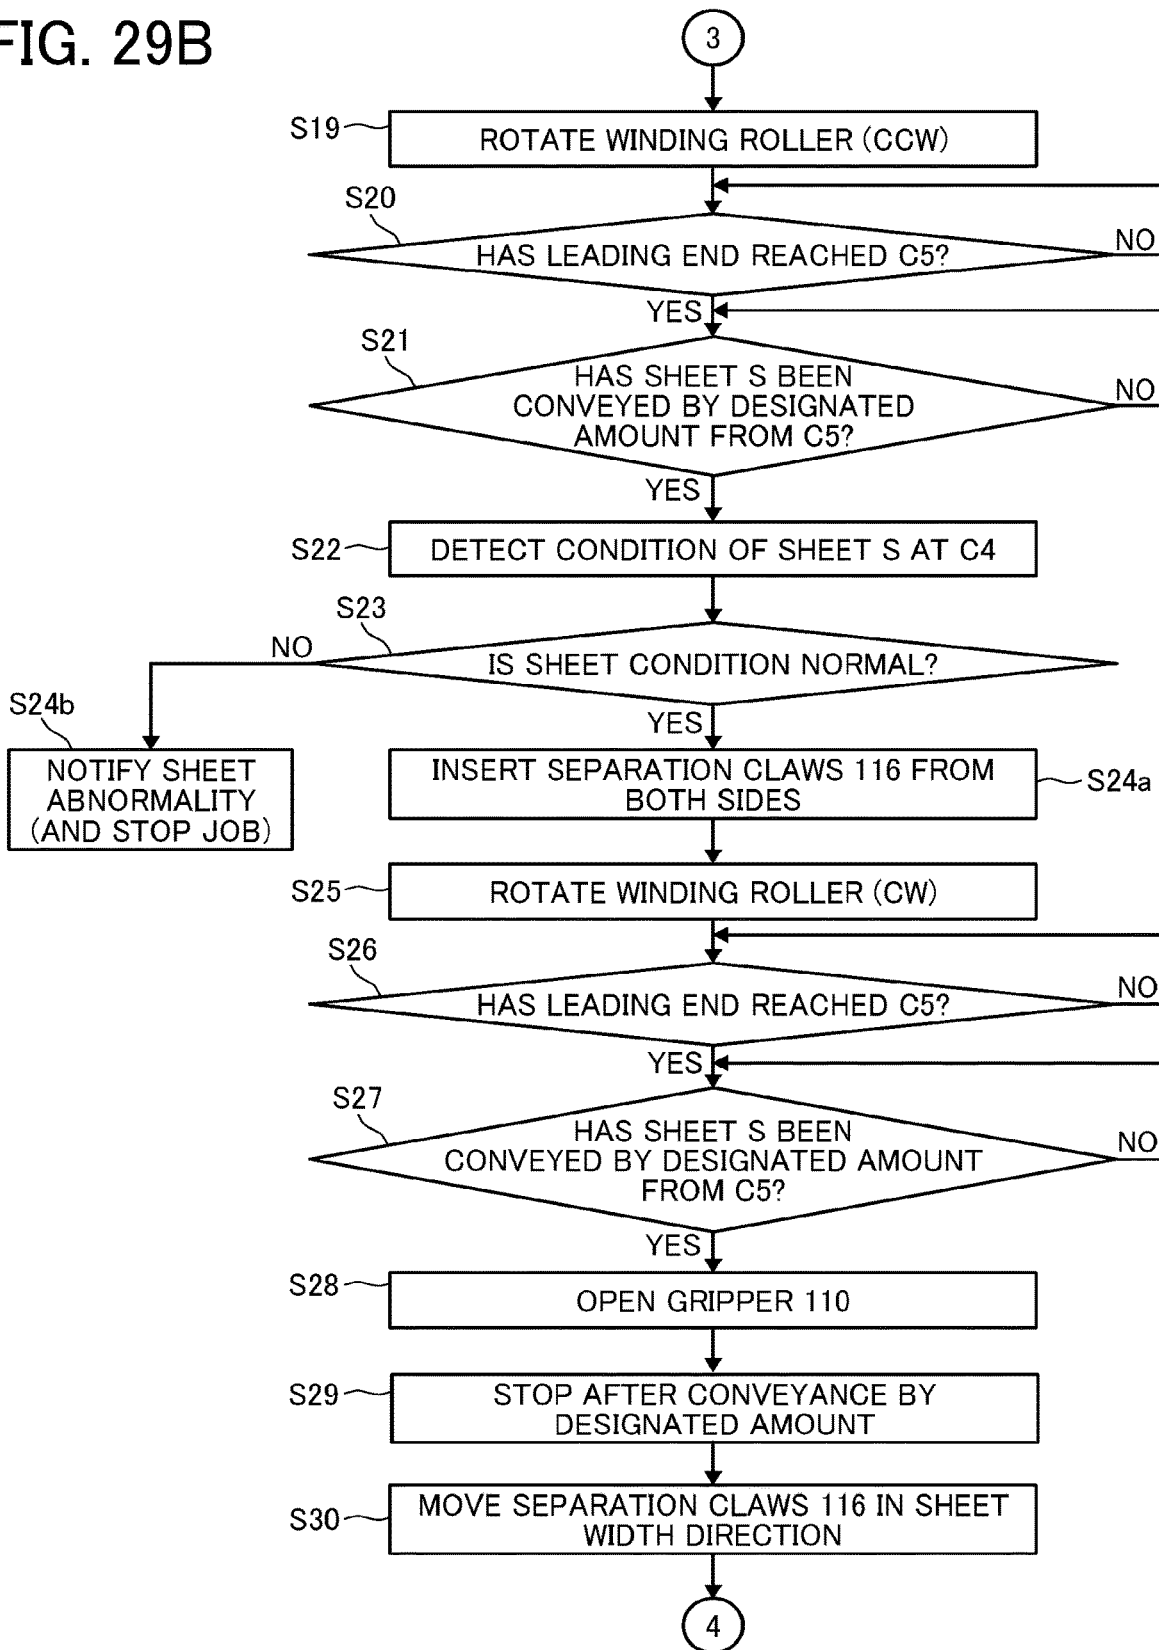 FIG. 29B
3
S19
ROTATE WINDING ROLLER (CCW)
S20
HAS LEADING END REACHED C5?
NO
YES
S21
HAS SHEET S BEEN
CONVEYED BY DESIGNATED
AMOUNT FROM C5?
NO
YES
S22
DETECT CONDITION OF SHEET S AT C4
S23
IS SHEET CONDITION NORMAL?
NO
YES
S24b
NOTIFY SHEET
ABNORMALITY
(AND STOP JOB)
INSERT SEPARATION CLAWS 116 FROM
BOTH SIDES
S24a
S25
ROTATE WINDING ROLLER (CW)
S26
HAS LEADING END REACHED C5?
NO
YES
S27
HAS SHEET S BEEN
CONVEYED BY DESIGNATED AMOUNT
FROM C5?
NO
YES
S28
OPEN GRIPPER 110
S29
STOP AFTER CONVEYANCE BY
DESIGNATED AMOUNT
S30
MOVE SEPARATION CLAWS 116 IN SHEET
WIDTH DIRECTION
4